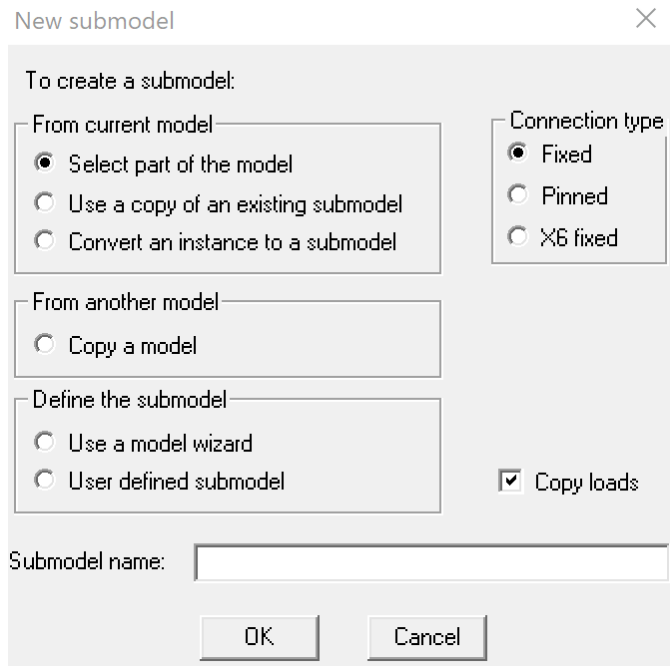 New submodel
To create a submodel:
From current model
Select part of the model
Use a copy of an existing submodel
Convert an instance to a submodel
Connection type
Fixed
Pinned
X6 fixed
From another model
Copy a model
Define the submodel
Use a model wizard
User defined submodel
Copy loads
Submodel name:
OK
Cancel